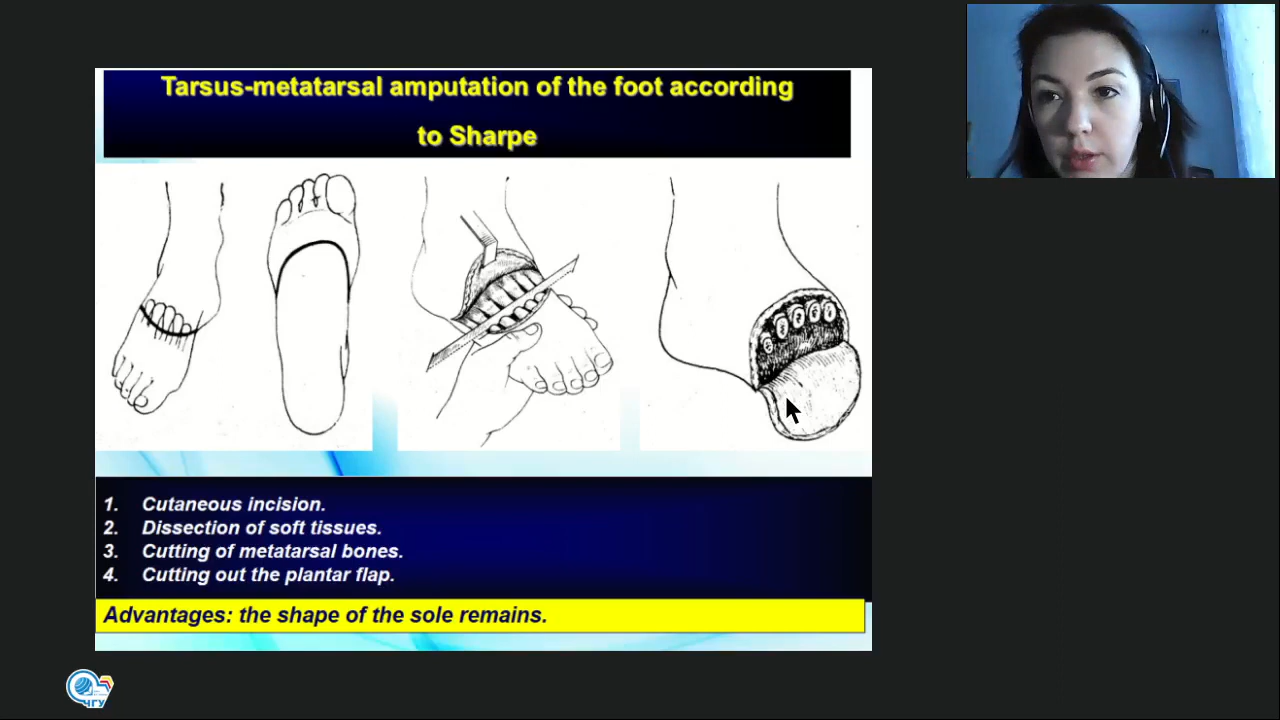 Tarsus-metatarsal amputation of the foot according
to Sharpe
1. Cutaneous incision.
2. Dissection of soft tissues.
3. Cutting of metatarsal bones.
4. Cutting out the plantar flap.
Advantages: the shape of the sole remains.
ЧГУ